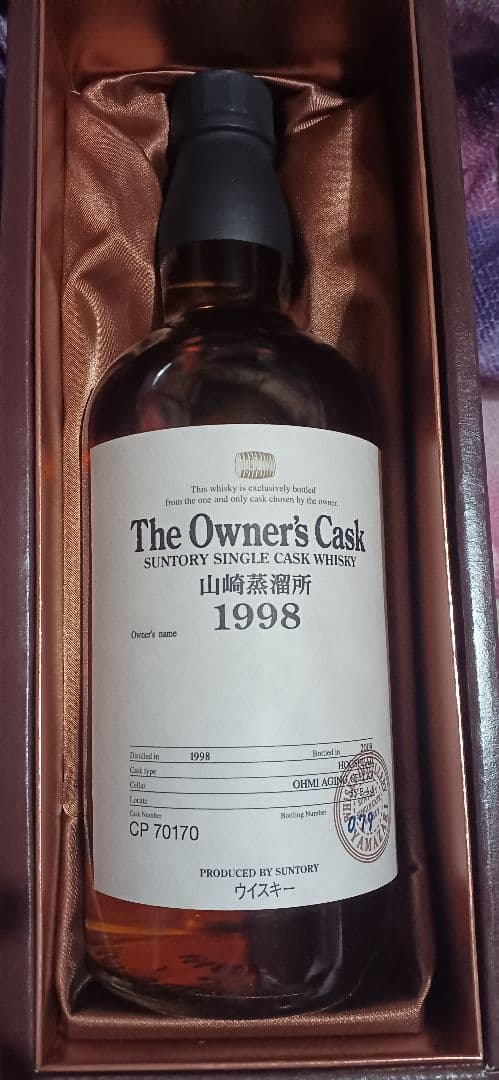 This whisky is exclusively bottled
from the one and only cask chosen by the owner.
The Owner's Cask
SUNTORY SINGLE CASK WHISKY
山崎蒸溜所
1998
Owner's name
Distilled in 1998 Bottled in
Cask type
Cellar OHMI AGING CELLAR
Locate
Cask Number Bottling Number
CP 70170
079
YAMAZAKI
PRODUCED BY SUNTORY
ウイスキー